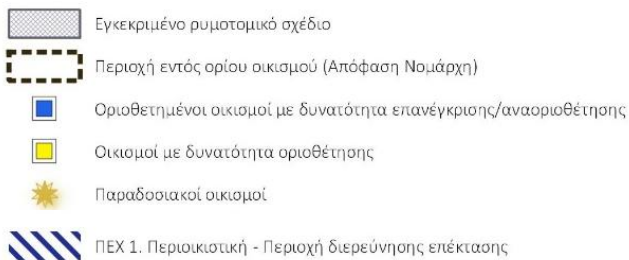 Εγκεκριμένο ρυμοτομικό σχέδιο
Περιοχή εντός ορίου οικισμού (Απόφαση Νομάρχη)
Οριοθετημένοι οικισμοί με δυνατότητα επανέγκρισης/αναοριοθέτησης
Οικισμοί με δυνατότητα οριοθέτησης
Παραδοσιακοί οικισμοί
ΠΕΧ 1. Περιοικιστική - Περιοχή διερεύνησης επέκτασης